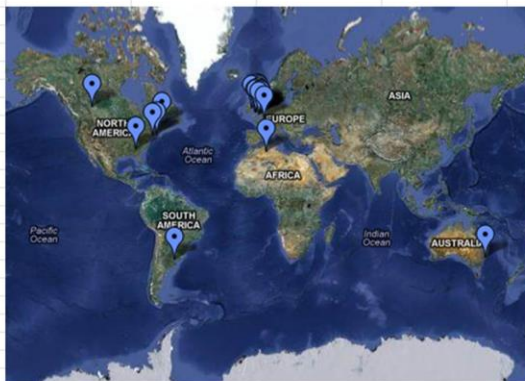 ASIA
NORTH
AMERICA
EUROPE
Atlantic
Ocean
AFRICA
SOUTH
AMERICA
Pacific
Ocean
Indian
Ocean
AUSTRALIA